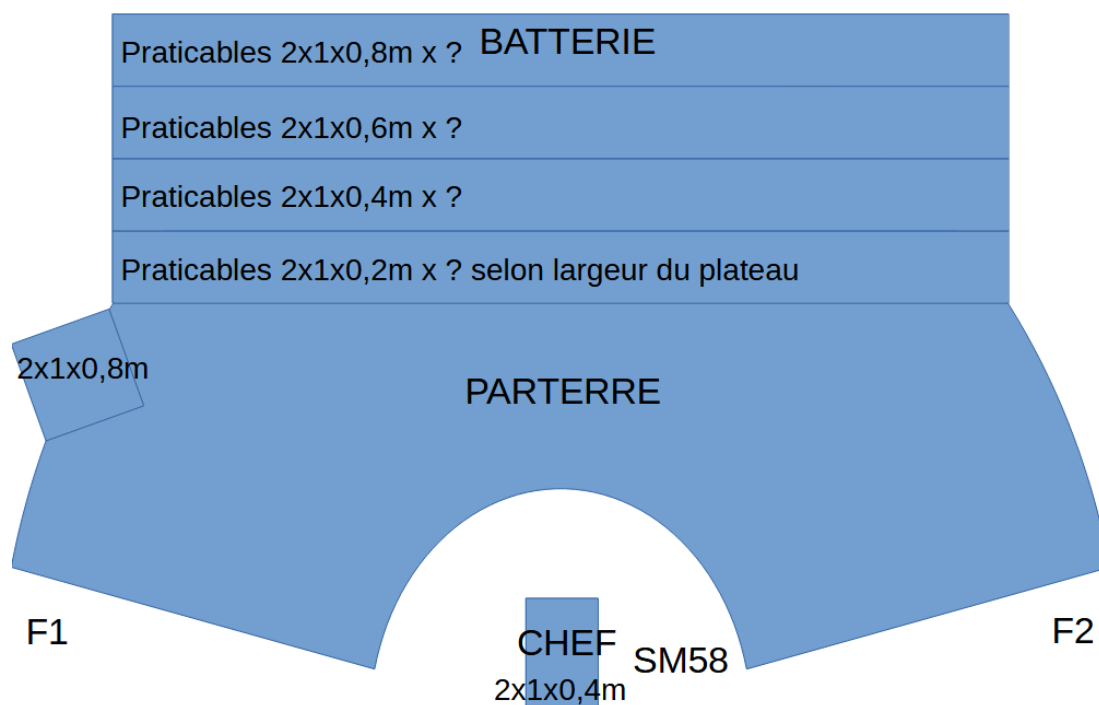 Praticables 2x1x0,8m x ? BATTERIE
Praticables 2x1x0,6m x ?
Praticables 2x1x0,4m x ?
Praticables 2x1x0,2m x ? selon largeur du plateau
2x1x0,8m
PARTERRE
F1
F2
CHEF
SM58
2x1x0,4m